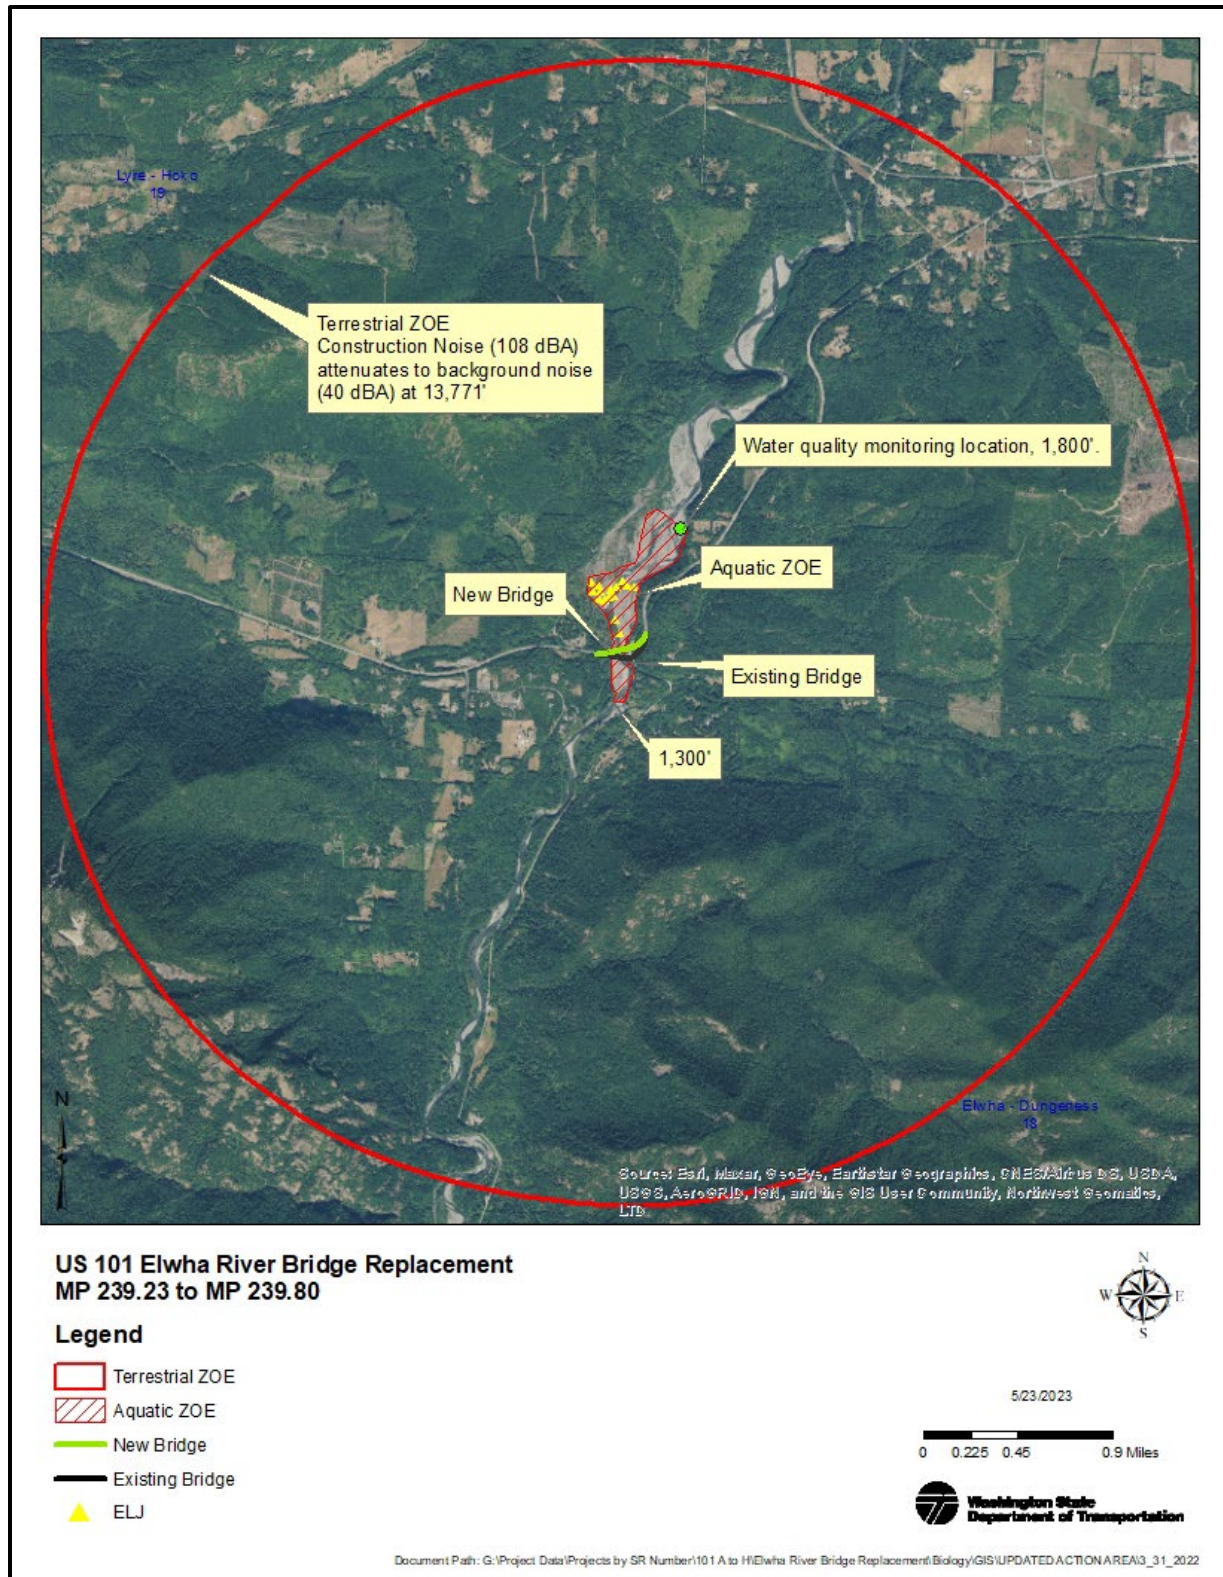 Lyre - Hoko
19
Terrestrial ZOE
Construction Noise (108 dBA)
attenuates to background noise
(40 dBA) at 13,771'
Water quality monitoring location, 1,800'.
Aquatic ZOE
New Bridge
Existing Bridge
1,300'
N
Elwha - Dungeness
18
Source: Esri, Maxar, GeoEye, Earthstar Geographics, CNES/Airbus DS, USDA,
USGS, AeroGRID, IGN, and the GIS User Community, Northwest Geomatics,
LTD.
US 101 Elwha River Bridge Replacement
MP 239.23 to MP 239.80
Legend
Terrestrial ZOE
Aquatic ZOE
New Bridge
Existing Bridge
ELJ
N
W E
S
5/23/2023
0 0.225 0.45 0.9 Miles
Washington State
Department of Transportation
Document Path: G:\Project Data\Projects by SR Number\101 A to H\Elwha River Bridge Replacement\Biology\GIS\UPDATEDACTIONAREA\3_31_2022